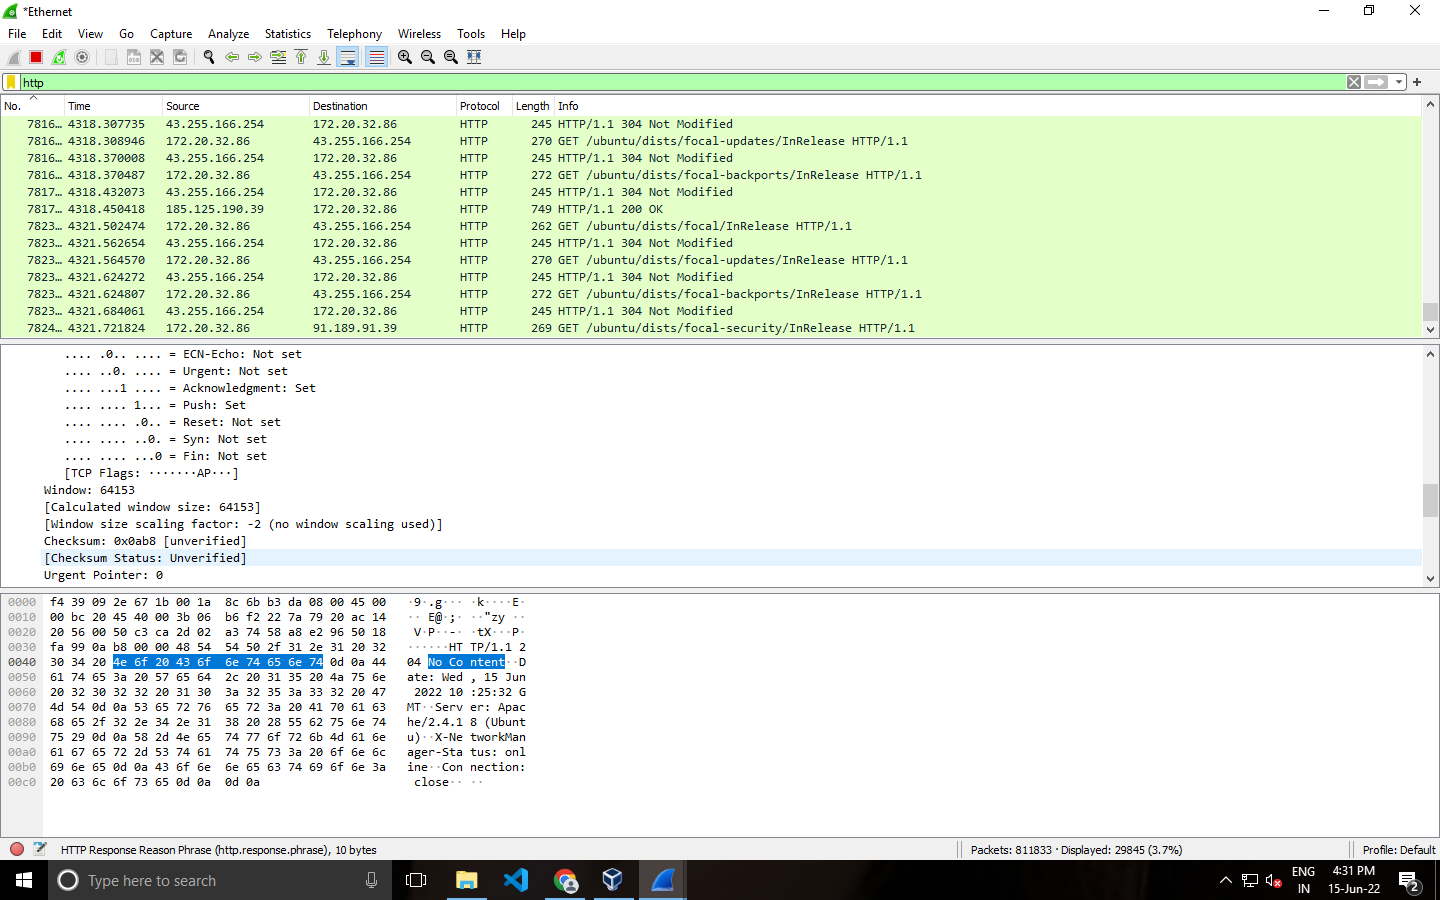 *Ethernet
File Edit View Go Capture Analyze Statistics Telephony Wireless Tools Help
http
No. Time Source Destination Protocol Length Info
7816… 4318.307735 43.255.166.254 172.20.32.86 HTTP 245 HTTP/1.1 304 Not Modified
7816… 4318.308946 172.20.32.86 43.255.166.254 HTTP 270 GET /ubuntu/dists/focal-updates/InRelease HTTP/1.1
7816… 4318.370008 43.255.166.254 172.20.32.86 HTTP 245 HTTP/1.1 304 Not Modified
7816… 4318.370487 172.20.32.86 43.255.166.254 HTTP 272 GET /ubuntu/dists/focal-backports/InRelease HTTP/1.1
7817… 4318.432073 43.255.166.254 172.20.32.86 HTTP 245 HTTP/1.1 304 Not Modified
7817… 4318.450418 185.125.190.39 172.20.32.86 HTTP 749 HTTP/1.1 200 OK
7823… 4321.502474 172.20.32.86 43.255.166.254 HTTP 262 GET /ubuntu/dists/focal/InRelease HTTP/1.1
7823… 4321.562654 43.255.166.254 172.20.32.86 HTTP 245 HTTP/1.1 304 Not Modified
7823… 4321.564570 172.20.32.86 43.255.166.254 HTTP 270 GET /ubuntu/dists/focal-updates/InRelease HTTP/1.1
7823… 4321.624272 43.255.166.254 172.20.32.86 HTTP 245 HTTP/1.1 304 Not Modified
7823… 4321.624807 172.20.32.86 43.255.166.254 HTTP 272 GET /ubuntu/dists/focal-backports/InRelease HTTP/1.1
7823… 4321.684061 43.255.166.254 172.20.32.86 HTTP 245 HTTP/1.1 304 Not Modified
7824… 4321.721824 172.20.32.86 91.189.91.39 HTTP 269 GET /ubuntu/dists/focal-security/InRelease HTTP/1.1
.... .0.. .... = ECN-Echo: Not set
.... ..0. .... = Urgent: Not set
.... ...1 .... = Acknowledgment: Set
.... .... 1... = Push: Set
.... .... .0.. = Reset: Not set
.... .... ..0. = Syn: Not set
.... .... ...0 = Fin: Not set
[TCP Flags: ·······AP···]
Window: 64153
[Calculated window size: 64153]
[Window size scaling factor: -2 (no window scaling used)]
Checksum: 0x0ab8 [unverified]
[Checksum Status: Unverified]
Urgent Pointer: 0
0000 f4 39 09 2e 67 1b 00 1a 8c 6b b3 da 08 00 45 00 ·9·.g··· ·k····E·
0010 00 bc 20 45 40 00 3b 06 b6 f2 22 7a 79 20 ac 14 ·· E@·;· ··"zy ··
0020 20 56 00 50 c3 ca 2d 02 a3 74 58 a8 e2 96 50 18 V·P··-· ·tX···P·
0030 fa 99 0a b8 00 00 48 54 54 50 2f 31 2e 31 20 32 ······HT TP/1.1 2
0040 30 34 20 4e 6f 20 43 6f 6e 74 65 6e 74 0d 0a 44 04 No Co ntent··D
0050 61 74 65 3a 20 57 65 64 2c 20 31 35 20 4a 75 6e ate: Wed , 15 Jun
0060 20 32 30 32 32 20 31 30 3a 32 35 3a 33 32 20 47 2022 10 :25:32 G
0070 4d 54 0d 0a 53 65 72 76 65 72 3a 20 41 70 61 63 MT··Serv er: Apac
0080 68 65 2f 32 2e 34 2e 31 38 20 28 55 62 75 6e 74 he/2.4.1 8 (Ubunt
0090 75 29 0d 0a 58 2d 4e 65 74 77 6f 72 6b 4d 61 6e u)··X-Ne tworkMan
00a0 61 67 65 72 2d 53 74 61 74 75 73 3a 20 6f 6e 6c ager-Sta tus: onl
00b0 69 6e 65 0d 0a 43 6f 6e 6e 65 63 74 69 6f 6e 3a ine··Con nection:
00c0 20 63 6c 6f 73 65 0d 0a 0d 0a close·· ··
HTTP Response Reason Phrase (http.response.phrase), 10 bytes
Packets: 811833 · Displayed: 29845 (3.7%)
Profile: Default
Type here to search
ENG
IN
4:31 PM
15-Jun-22
2